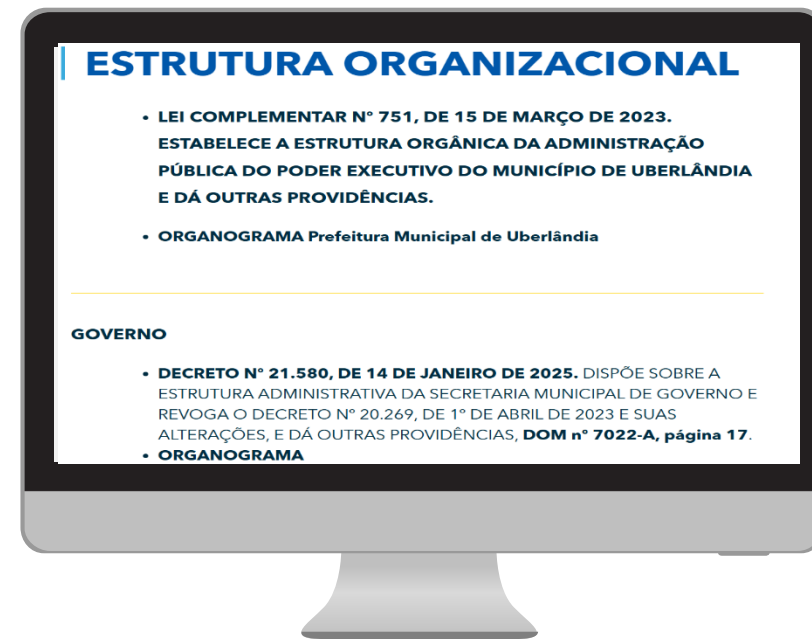 ESTRUTURA ORGANIZACIONAL
• LEI COMPLEMENTAR Nº 751, DE 15 DE MARÇO DE 2023.
ESTABELECE A ESTRUTURA ORGÂNICA DA ADMINISTRAÇÃO
PÚBLICA DO PODER EXECUTIVO DO MUNICÍPIO DE UBERLÂNDIA
E DÁ OUTRAS PROVIDÊNCIAS.
• ORGANOGRAMA Prefeitura Municipal de Uberlândia
GOVERNO
• DECRETO Nº 21.580, DE 14 DE JANEIRO DE 2025. DISPÕE SOBRE A
ESTRUTURA ADMINISTRATIVA DA SECRETARIA MUNICIPAL DE GOVERNO E
REVOGA O DECRETO Nº 20.269, DE 1º DE ABRIL DE 2023 E SUAS
ALTERAÇÕES, E DÁ OUTRAS PROVIDÊNCIAS, DOM nº 7022-A, página 17.
• ORGANOGRAMA